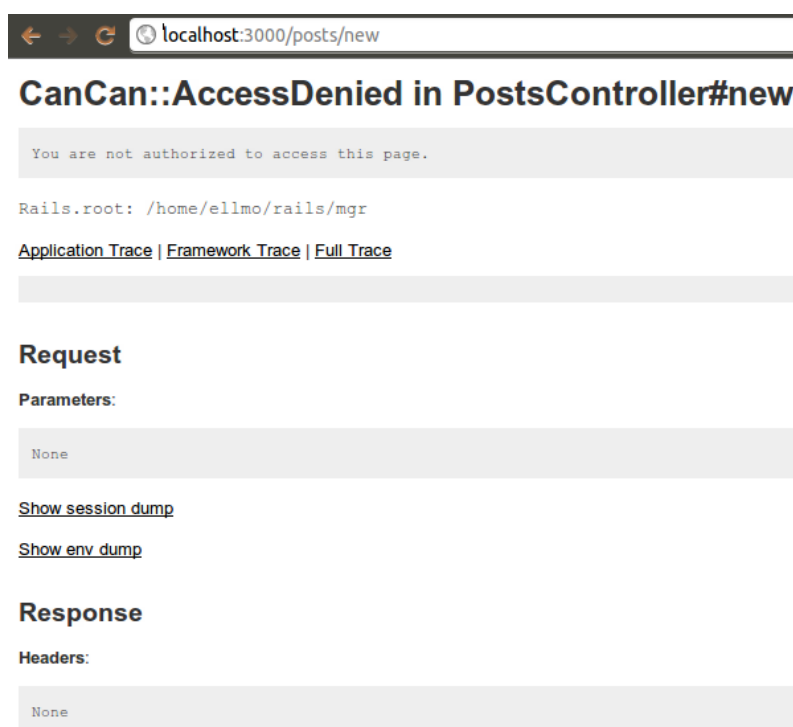 localhost:3000/posts/new
CanCan::AccessDenied in PostsController#new
You are not authorized to access this page.
Rails.root: /home/ellmo/rails/mgr
Application Trace | Framework Trace | Full Trace
Request
Parameters:
None
Show session dump
Show env dump
Response
Headers:
None